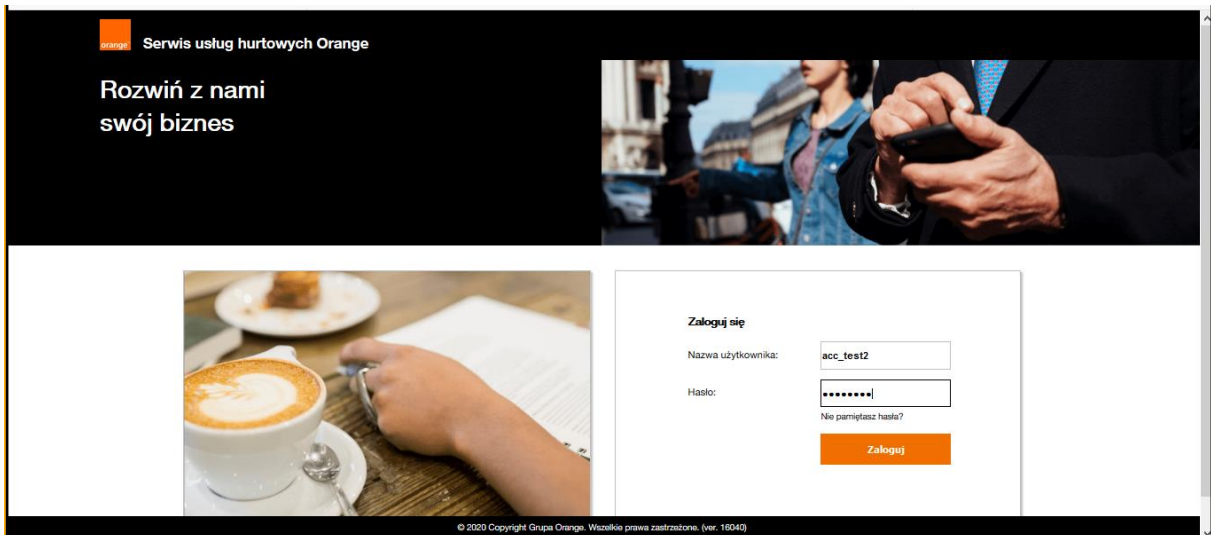 orange
Serwis usług hurtowych Orange
Rozwiń z nami
swój biznes
Zaloguj się
Nazwa użytkownika:
acc_test2
Hasło:
••••••••
Nie pamiętasz hasła?
Zaloguj
© 2020 Copyright Grupa Orange. Wszelkie prawa zastrzeżone. (ver. 16040)